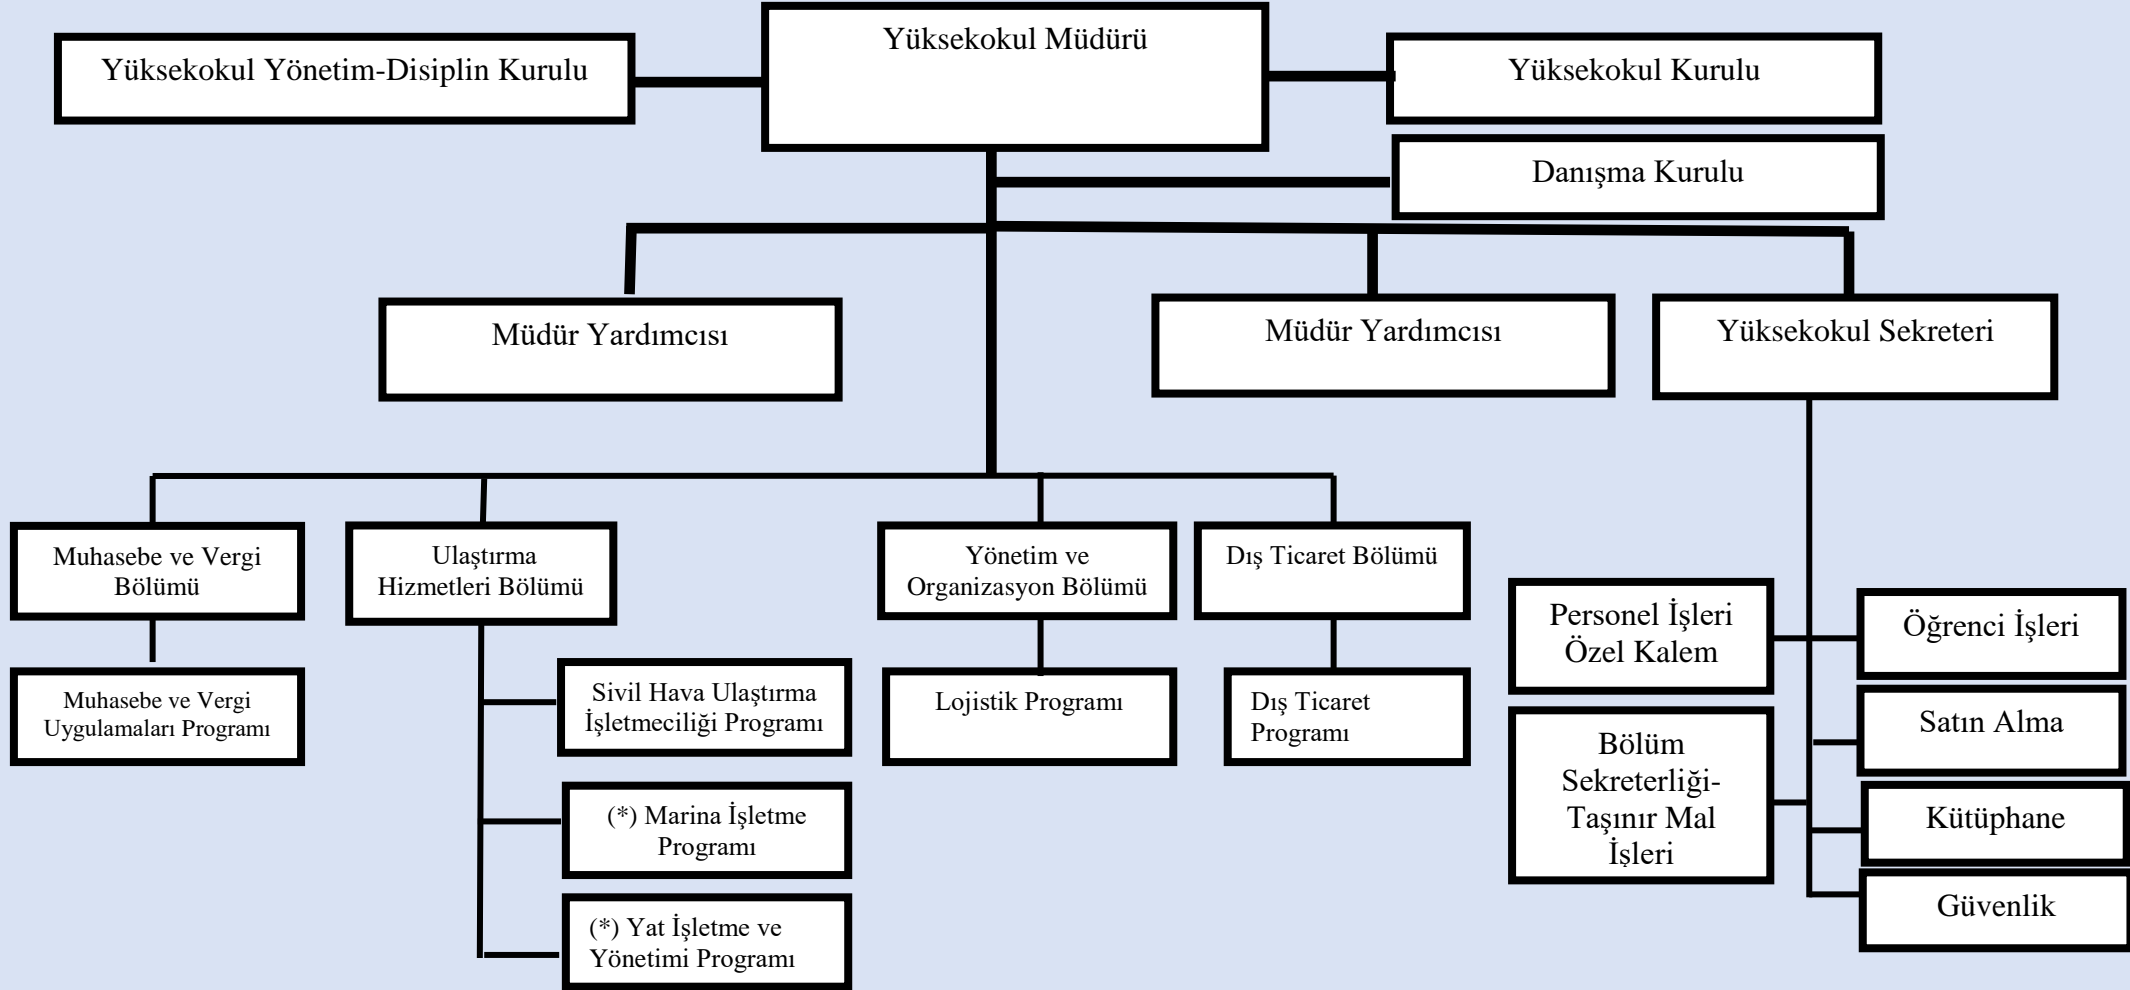 Yüksekokul Müdürü
Yüksekokul Yönetim-Disiplin Kurulu
Yüksekokul Kurulu
Danışma Kurulu
Müdür Yardımcısı
Müdür Yardımcısı
Yüksekokul Sekreteri
Muhasebe ve Vergi
Bölümü
Ulaştırma
Hizmetleri Bölümü
Yönetim ve
Organizasyon Bölümü
Dış Ticaret Bölümü
Muhasebe ve Vergi
Uygulamaları Programı
Sivil Hava Ulaştırma
İşletmeciliği Programı
(*) Marina İşletme
Programı
(*) Yat İşletme ve
Yönetimi Programı
Lojistik Programı
Dış Ticaret
Programı
Personel İşleri
Özel Kalem
Bölüm
Sekreterliği-
Taşınır Mal
İşleri
Öğrenci İşleri
Satın Alma
Kütüphane
Güvenlik